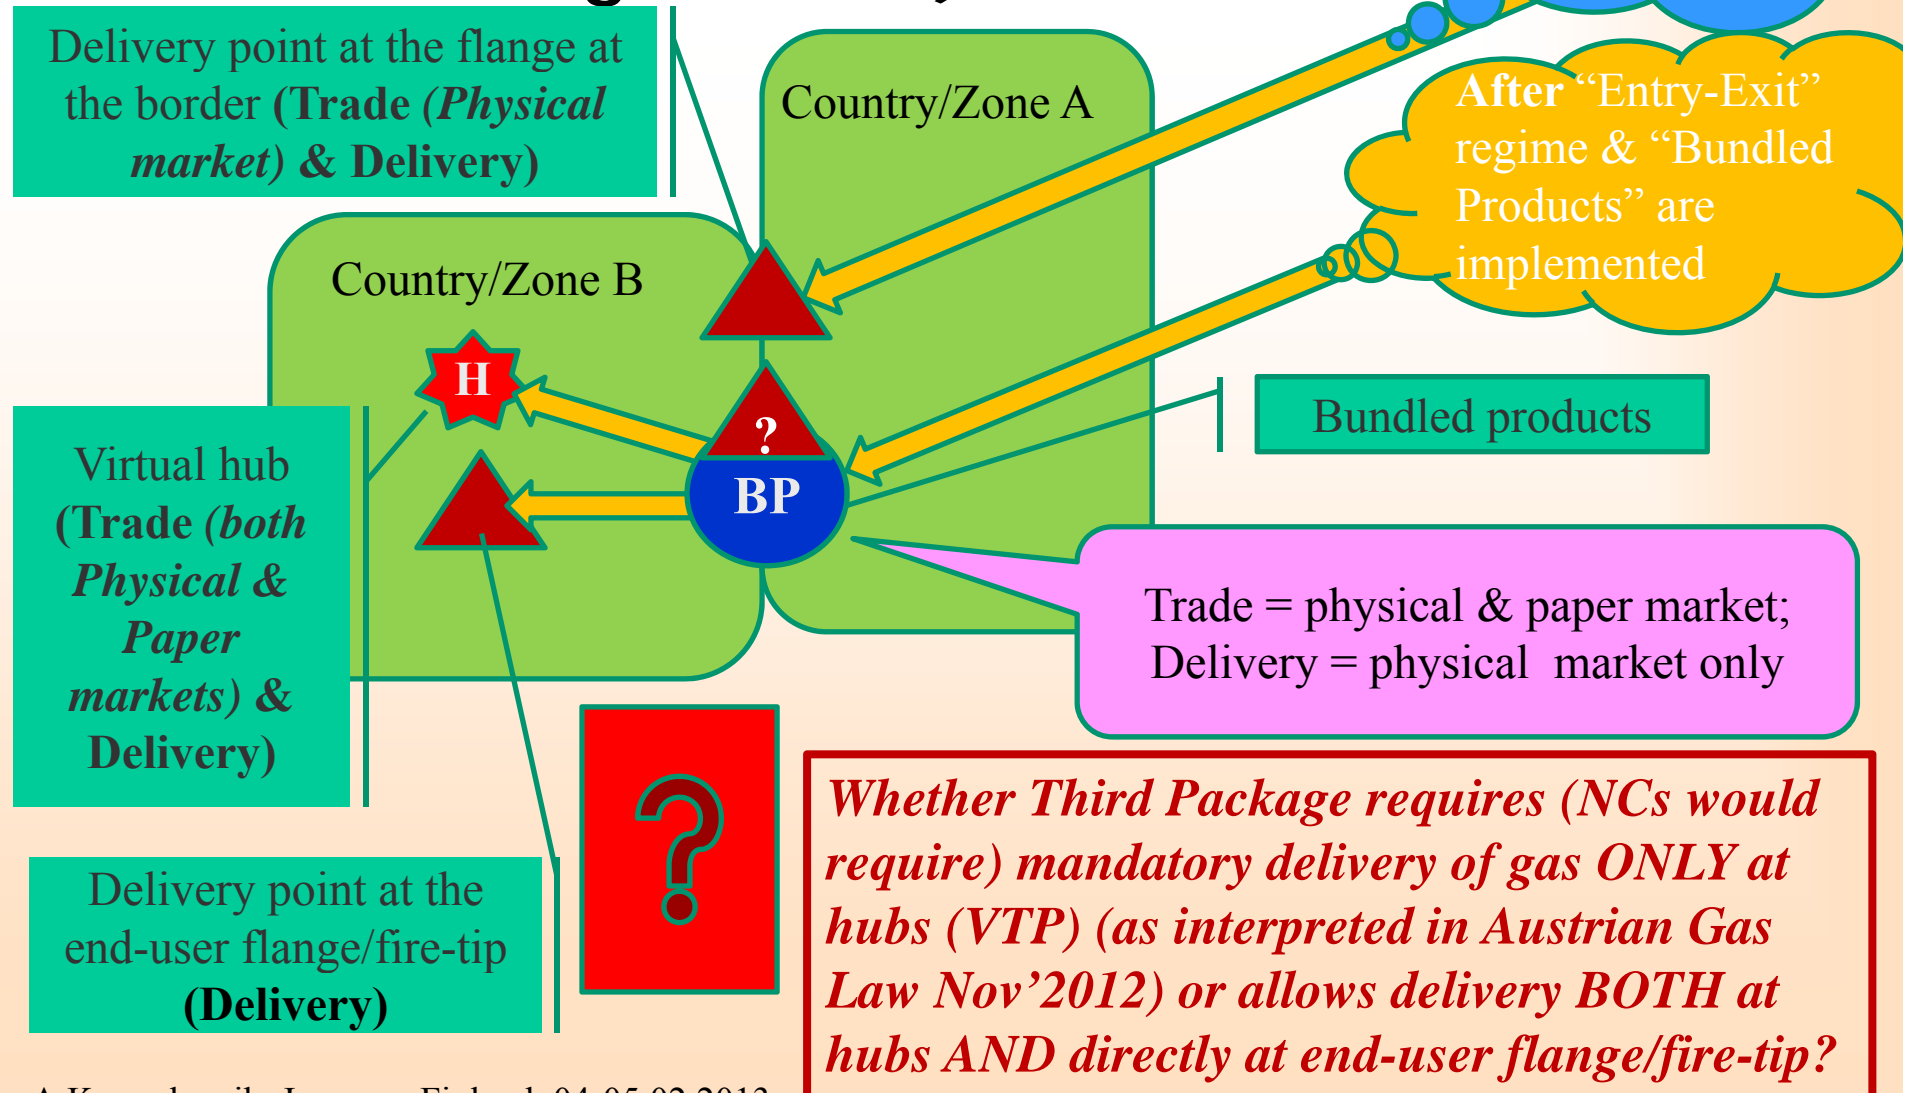 Delivery point at the flange at
the border (Trade (Physical
market) & Delivery)
Country/Zone A
After “Entry-Exit”
regime & “Bundled
Products” are
implemented
Country/Zone B
H
?
BP
Bundled products
Virtual hub
(Trade (both
Physical &
Paper
markets) &
Delivery)
Trade = physical & paper market;
Delivery = physical  market only
Delivery point at the
end-user flange/fire-tip
(Delivery)
?
Whether Third Package requires (NCs would
require) mandatory delivery of gas ONLY at
hubs (VTP) (as interpreted in Austrian Gas
Law Nov’2012) or allows delivery BOTH at
hubs AND directly at end-user flange/fire-tip?
04-05.02.2013